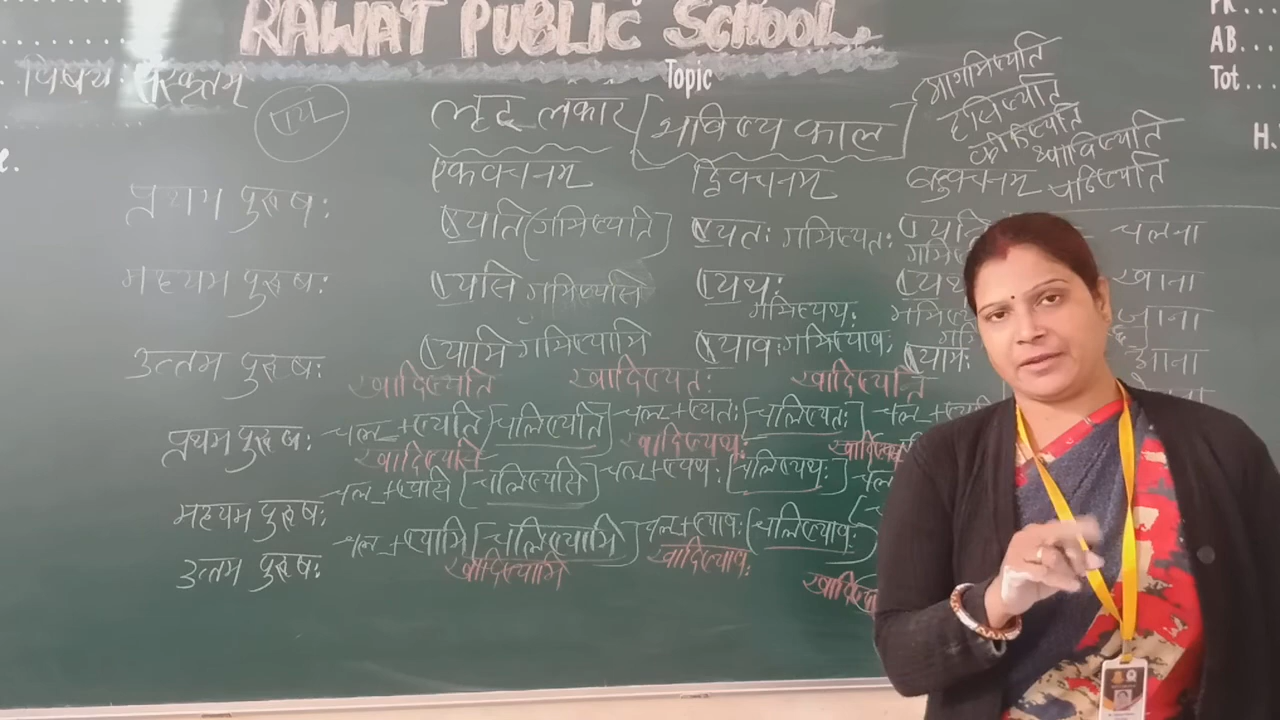 RAWAT PUBLIC SCHOOL
PR...
AB...
Tot...
H.
Topic
विषय: संस्कृतम्
लृट् लकार [भविष्य काल
आगमिष्यति
हसिष्यति
क्रीडिष्यति
धाविष्यति
पठिष्यति
एकवचनम् द्विवचनम् बहुवचनम्
प्रथम पुरूष: ष्यति (गमिष्यति) ष्यत: गमिष्यत: चलना
मध्यम पुरूष: ष्यसि गमिष्यसि ष्यथ: गमिष्यथ: खाना
जाना
उत्तम पुरूष: ष्यामि गमिष्यामि ष्याव: गमिष्याव: ष्याम: आना
खादिष्यति खादिष्यत: खादिष्यन्ति
प्रथम पुरूष: चल्+ष्यति [चलिष्यति] चल्+ष्यत: [चलिष्यत:]
खादिष्यसि खादिष्यथ:
मध्यम पुरूष: चल्+ष्यसि [चलिष्यसि] चल्+ष्यथ: [चलिष्यथ:]
उत्तम पुरूष: चल्+ष्यामि [चलिष्यामि] चल्+ष्याव: [चलिष्याव:]
खादिष्यामि खादिष्याव: